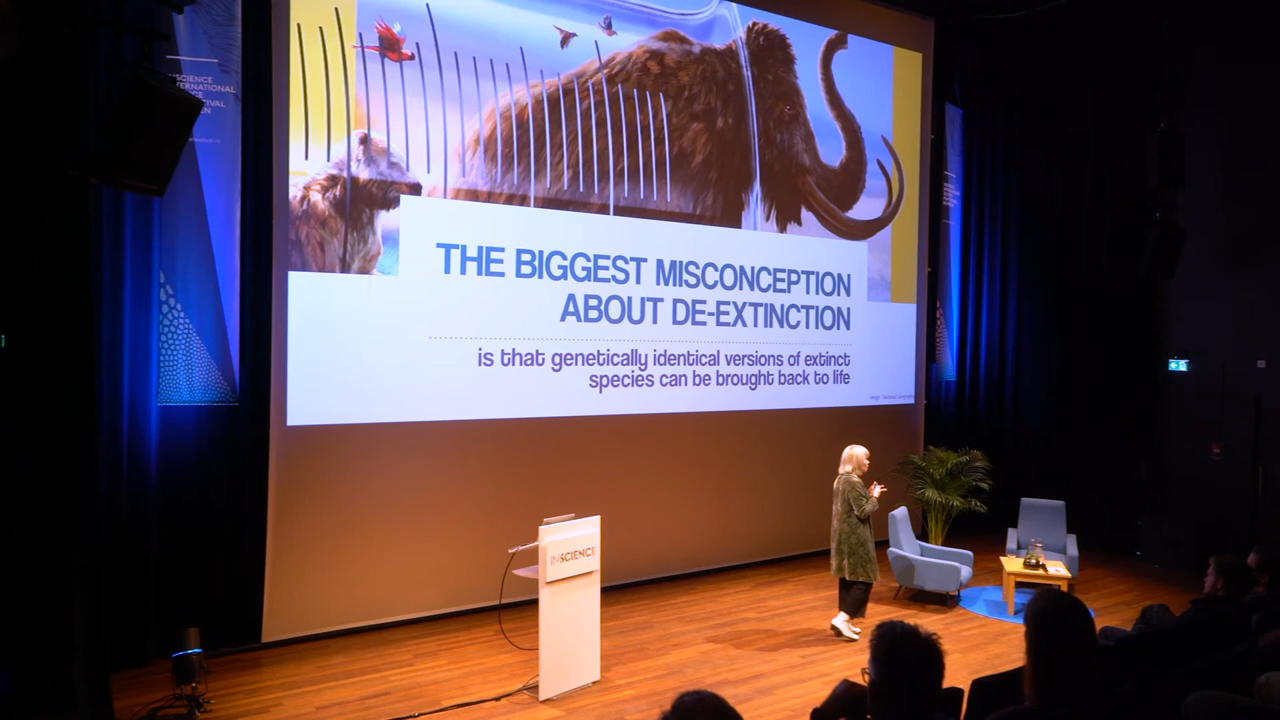 THE BIGGEST MISCONCEPTION
ABOUT DE-EXTINCTION
is that genetically identical versions of extinct
species can be brought back to life
INSCIENCE